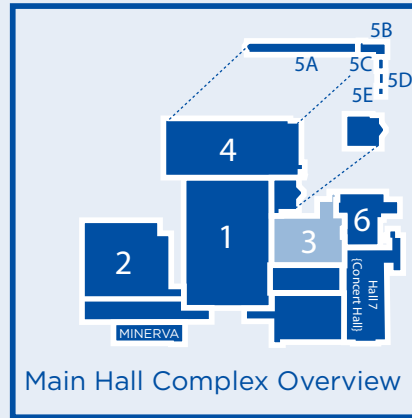 5B
5A
5C
5D
5E
4
1
2
3
6
Hall 7
{Concert Hall}
MINERVA
Main Hall Complex Overview